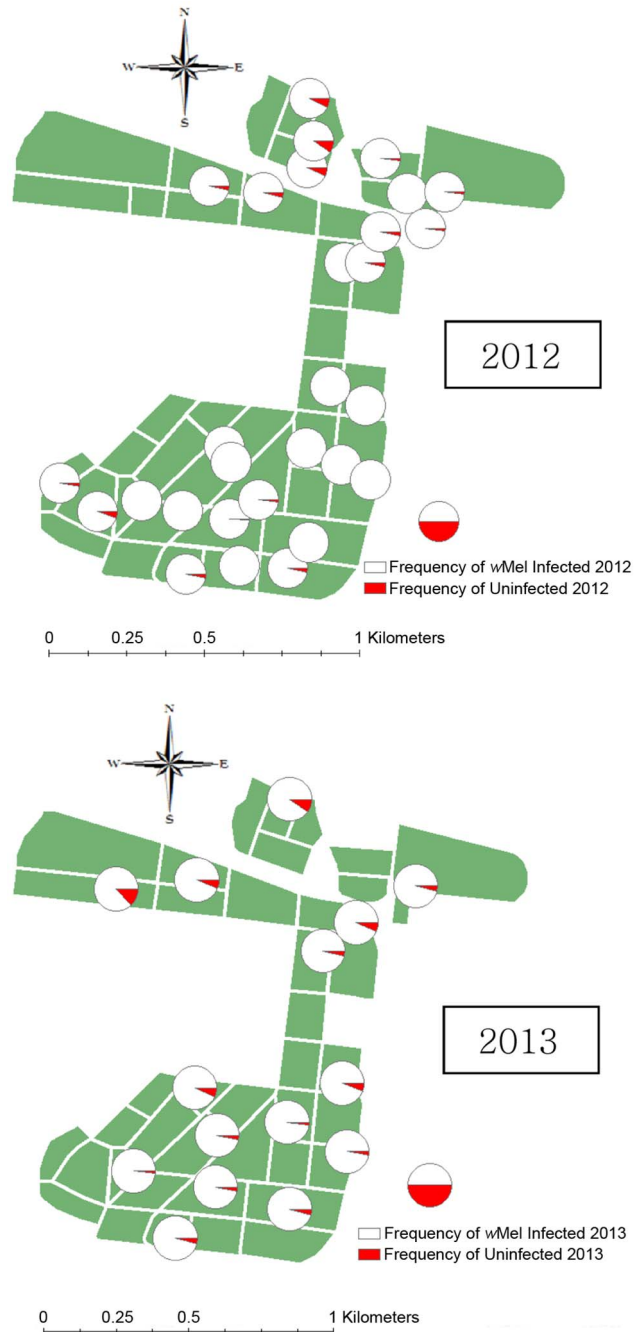 N
W E
S
2012
Frequency of wMel Infected 2012
Frequency of Uninfected 2012
0 0.25 0.5 1 Kilometers
N
W E
S
2013
Frequency of wMel Infected 2013
Frequency of Uninfected 2013
0 0.25 0.5 1 Kilometers